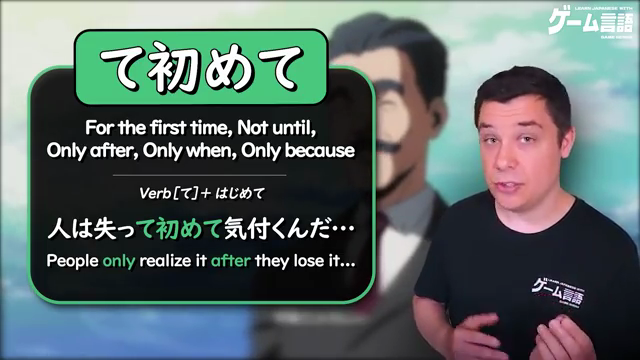 て初めて
For the first time, Not until,
Only after, Only when, Only because
Verb [て] + はじめて
人は失って初めて気付くんだ…
People only realize it after they lose it...
LEARN JAPANESE WITH
ゲーム言語
GAME GENGO
ゲーム言語